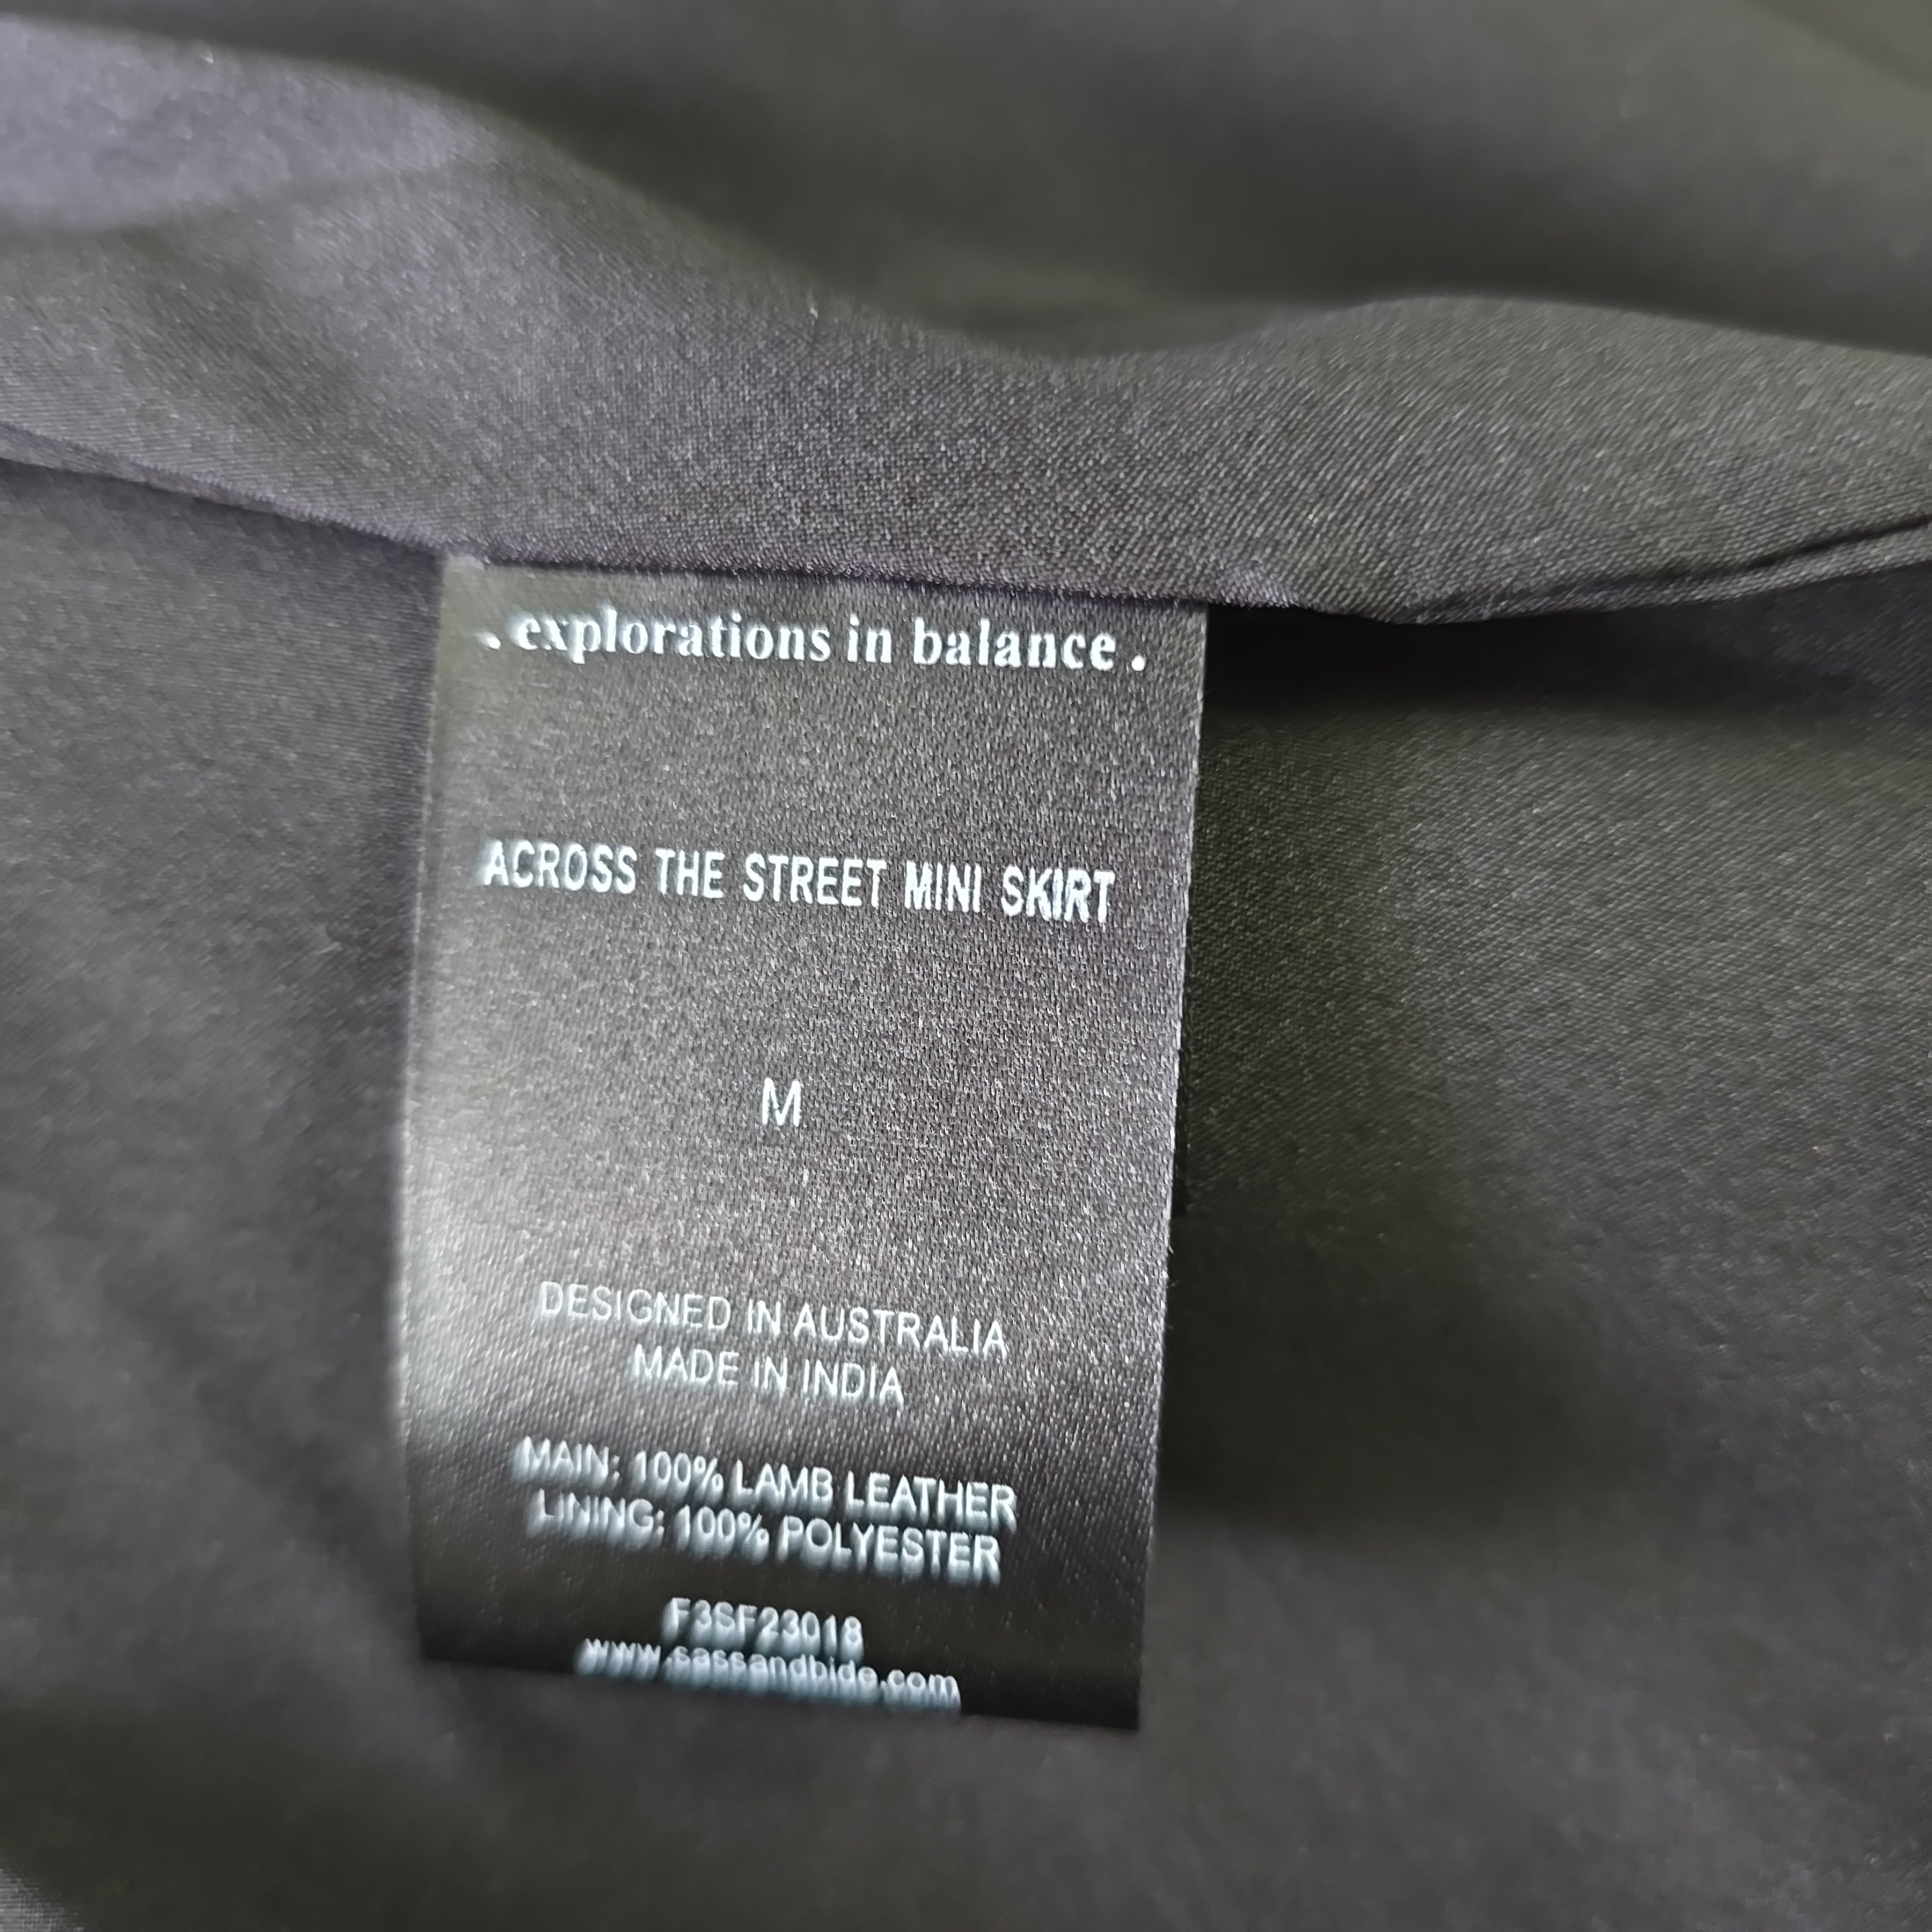 . explorations in balance .
ACROSS THE STREET MINI SKIRT
M
DESIGNED IN AUSTRALIA
MADE IN INDIA
MAIN: 100% LAMB LEATHER
LINING: 100% POLYESTER
F3SF23018
www.sassandbide.com